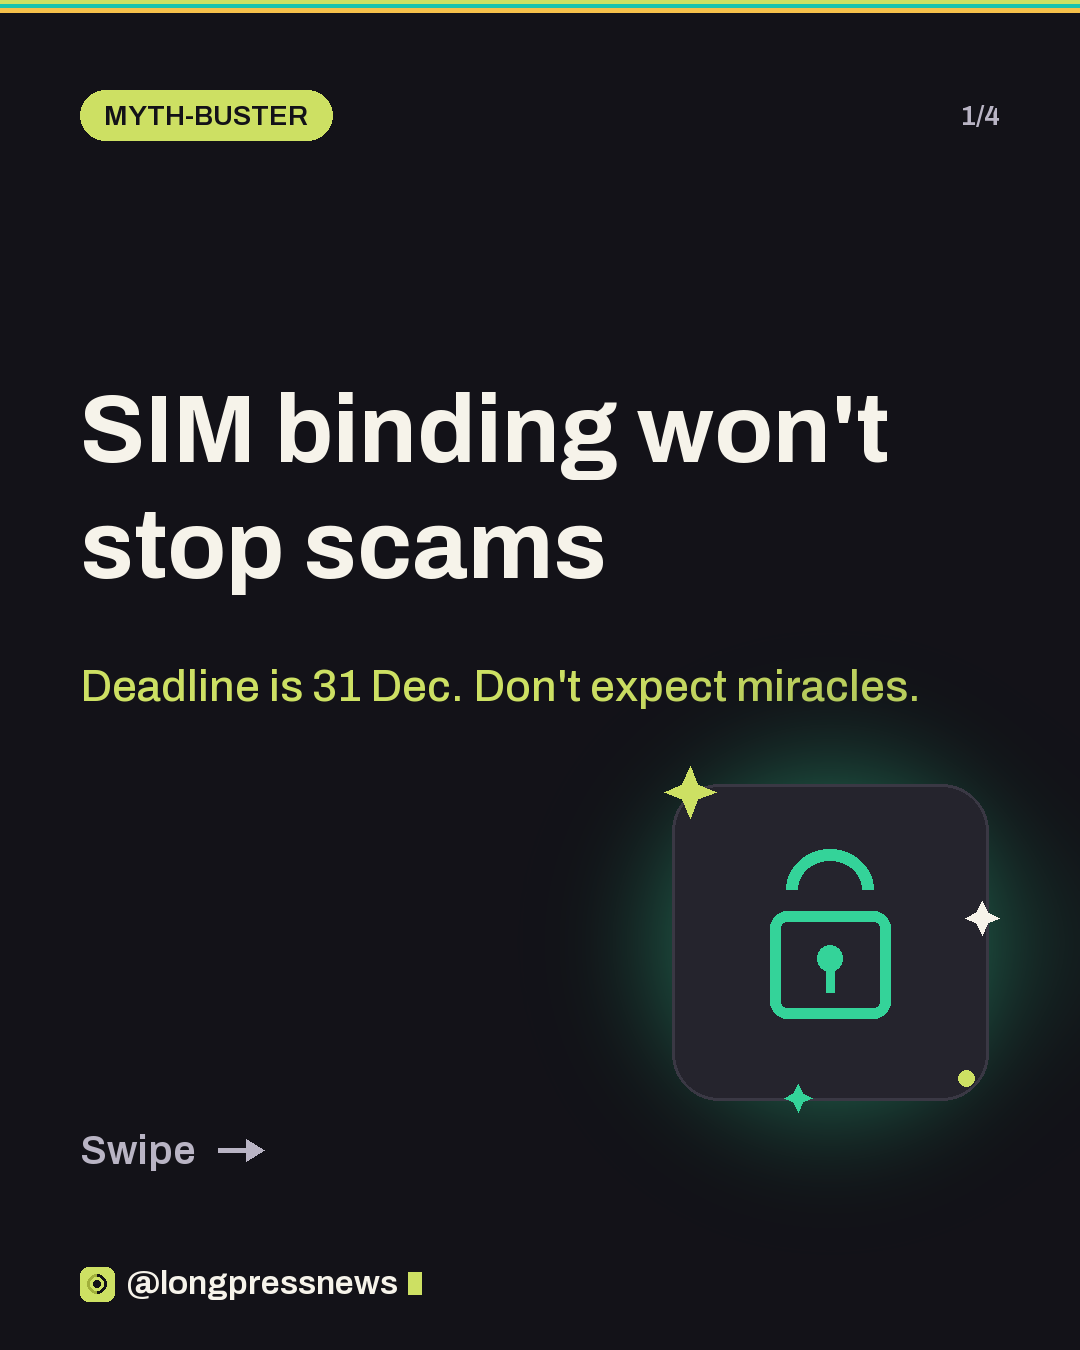 MYTH-BUSTER
1/4
SIM binding won't
stop scams
Deadline is 31 Dec. Don't expect miracles.
Swipe →
@longpressnews